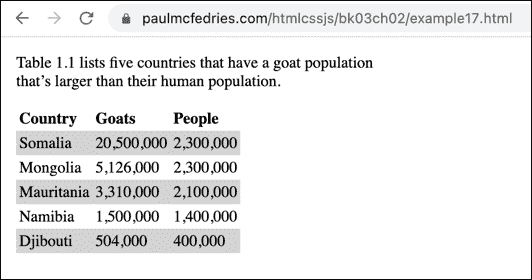 paulmcfedries.com/htmlcssjs/bk03ch02/example17.html
Table 1.1 lists five countries that have a goat population
that’s larger than their human population.
Country Goats People
Somalia 20,500,000 2,300,000
Mongolia 5,126,000 2,300,000
Mauritania 3,310,000 2,100,000
Namibia 1,500,000 1,400,000
Djibouti 504,000 400,000